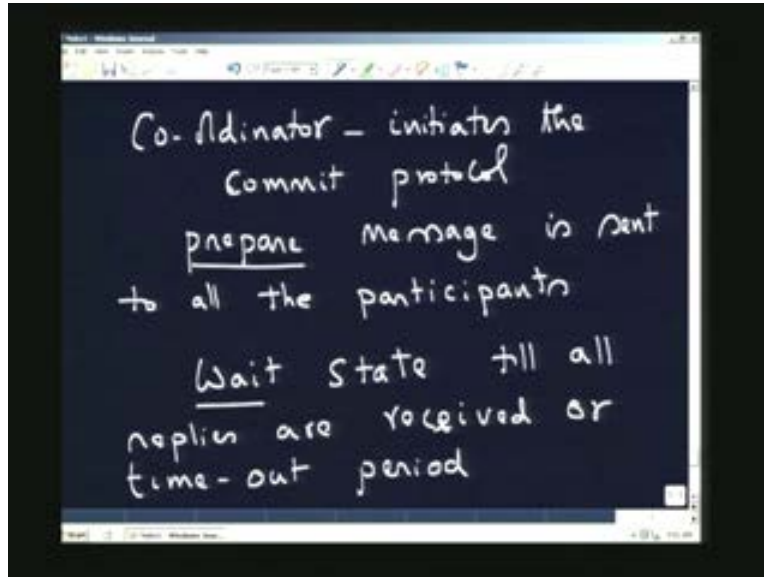 Co-ordinator - initiates the
commit protocol
prepare message is sent
to all the participants
Wait state till all
replies are received or
time-out period